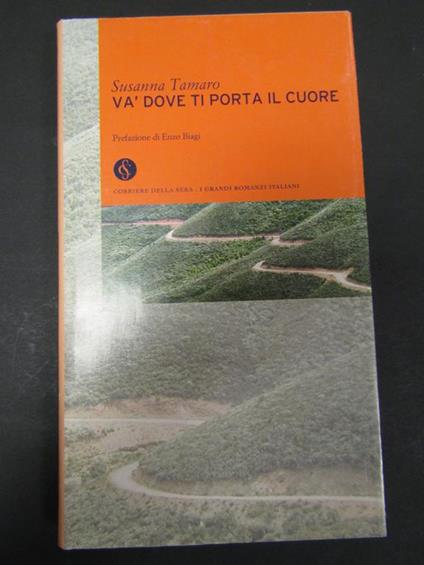 Susanna Tamaro
VA' DOVE TI PORTA IL CUORE
Prefazione di Enzo Biagi
CORRIERE DELLA SERA - I GRANDI ROMANZI ITALIANI